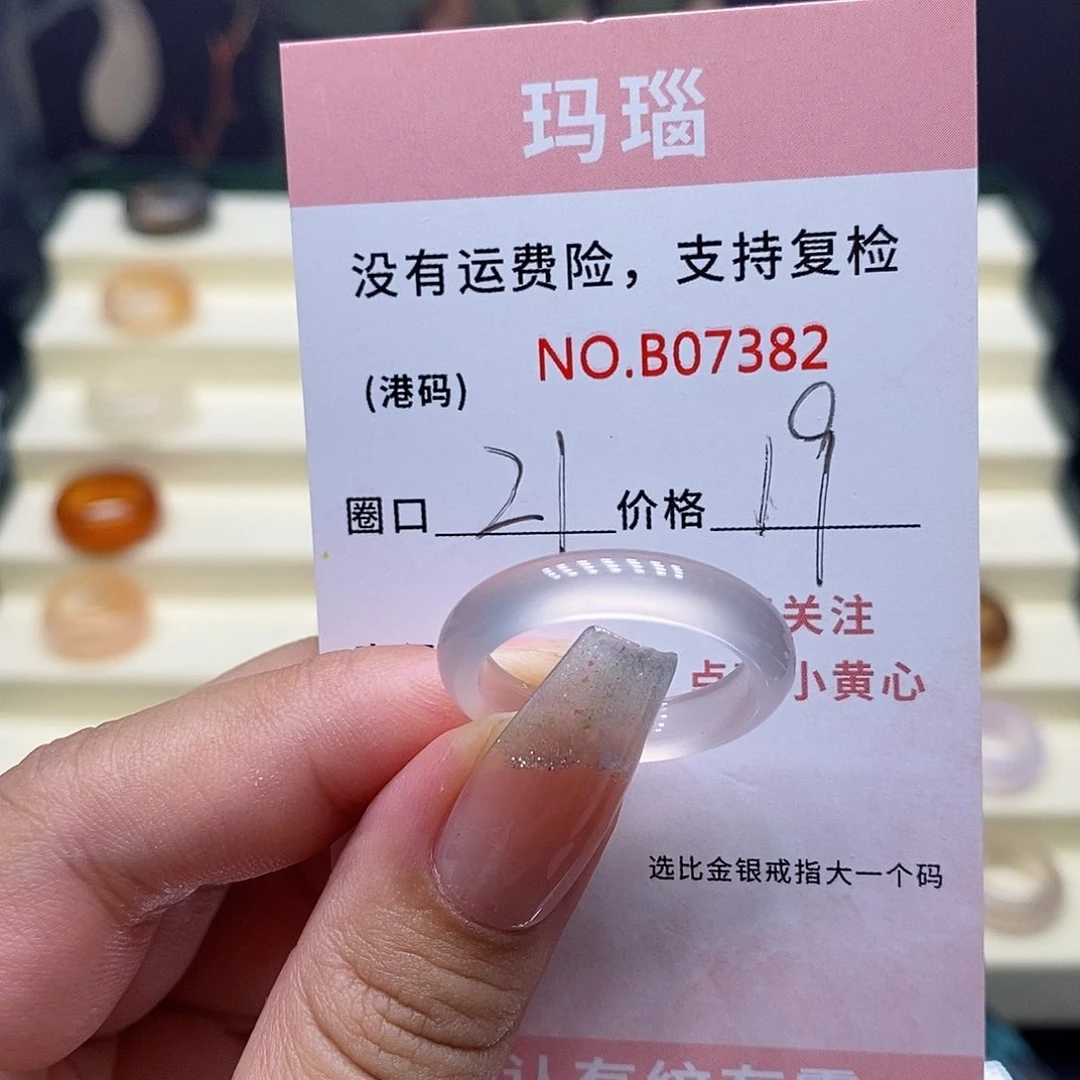 玛瑙
没有运费险，支持复检
NO.B07382
(港码)
圈口 21 价格 19
关注
小黄心
选比金银戒指大一个码